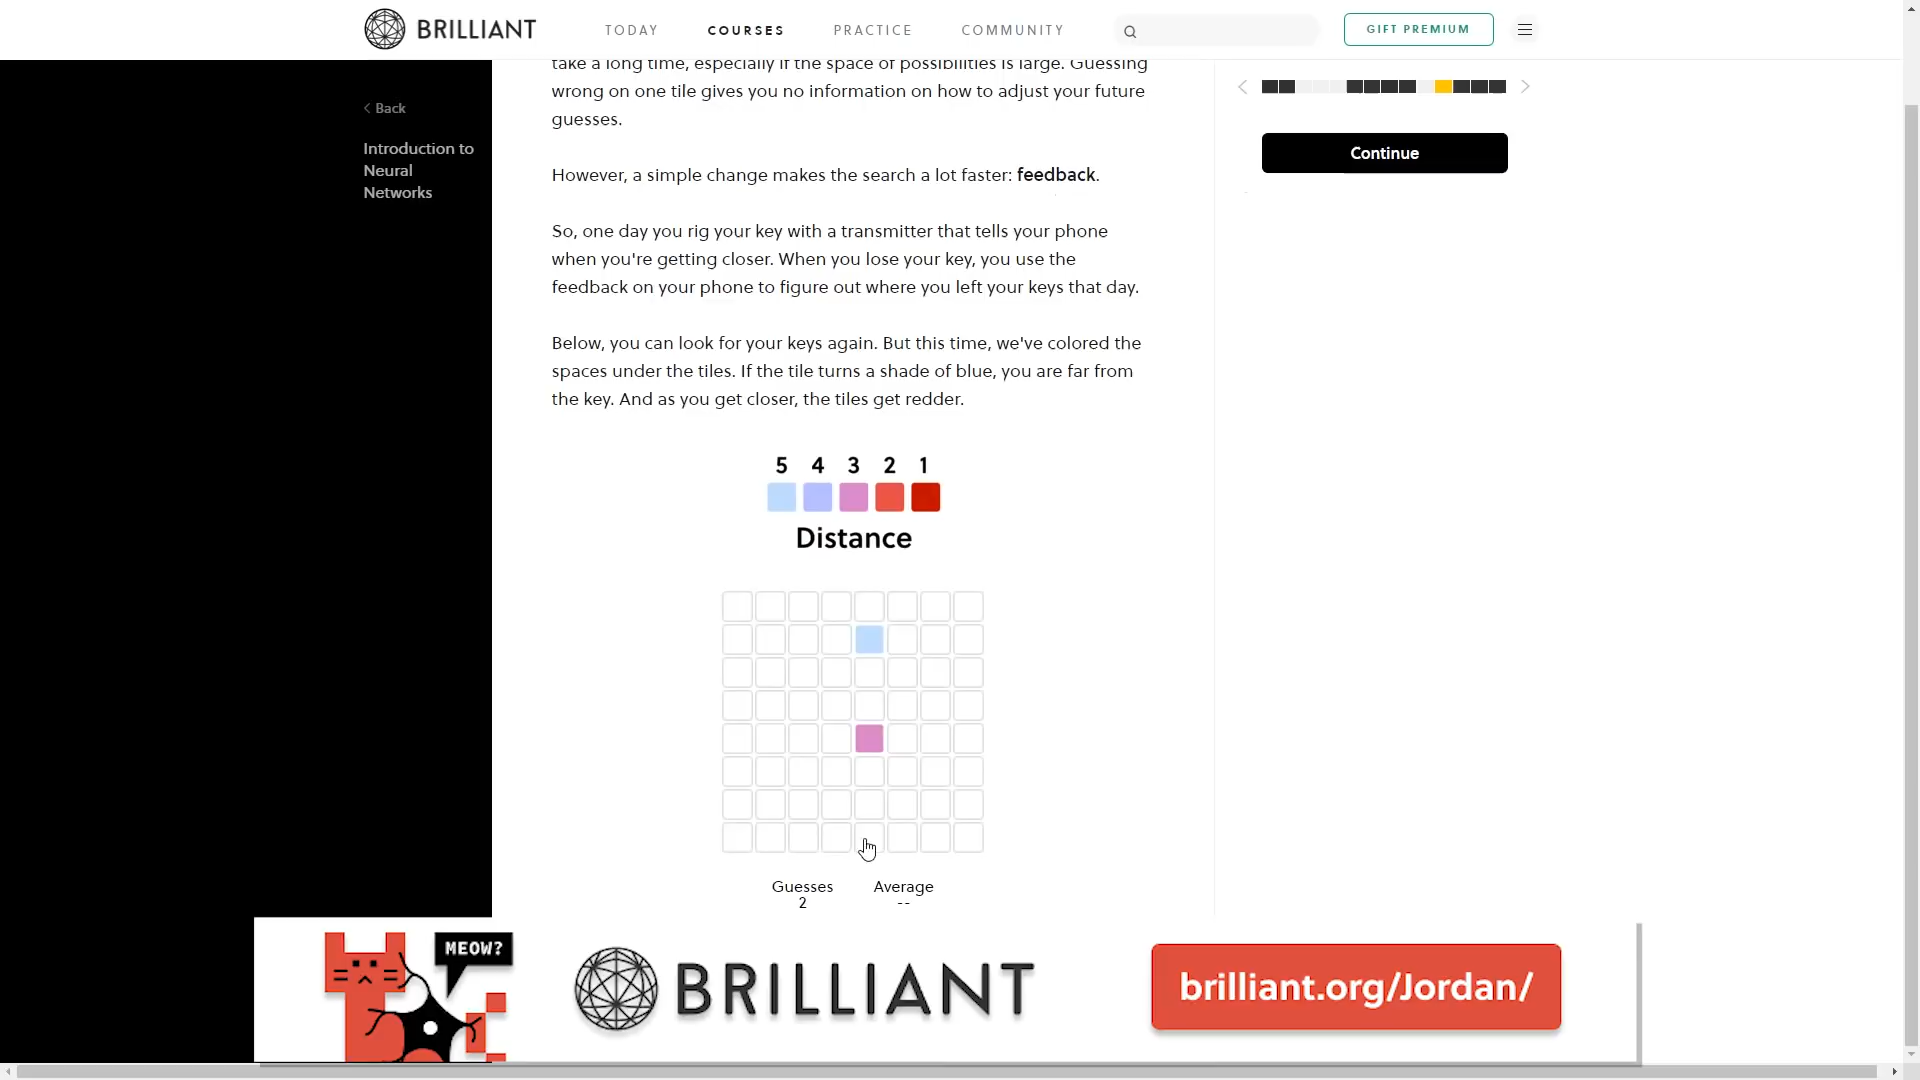 BRILLIANT
TODAY
COURSES
PRACTICE
COMMUNITY
GIFT PREMIUM
Back
Introduction to
Neural
Networks
take a long time, especially if the space of possibilities is large. Guessing
wrong on one tile gives you no information on how to adjust your future
guesses.
However, a simple change makes the search a lot faster: feedback.
So, one day you rig your key with a transmitter that tells your phone
when you're getting closer. When you lose your key, you use the
feedback on your phone to figure out where you left your keys that day.
Below, you can look for your keys again. But this time, we've colored the
spaces under the tiles. If the tile turns a shade of blue, you are far from
the key. And as you get closer, the tiles get redder.
5 4 3 2 1
Distance
Guesses Average
2 --
Continue
MEOW?
BRILLIANT
brilliant.org/Jordan/